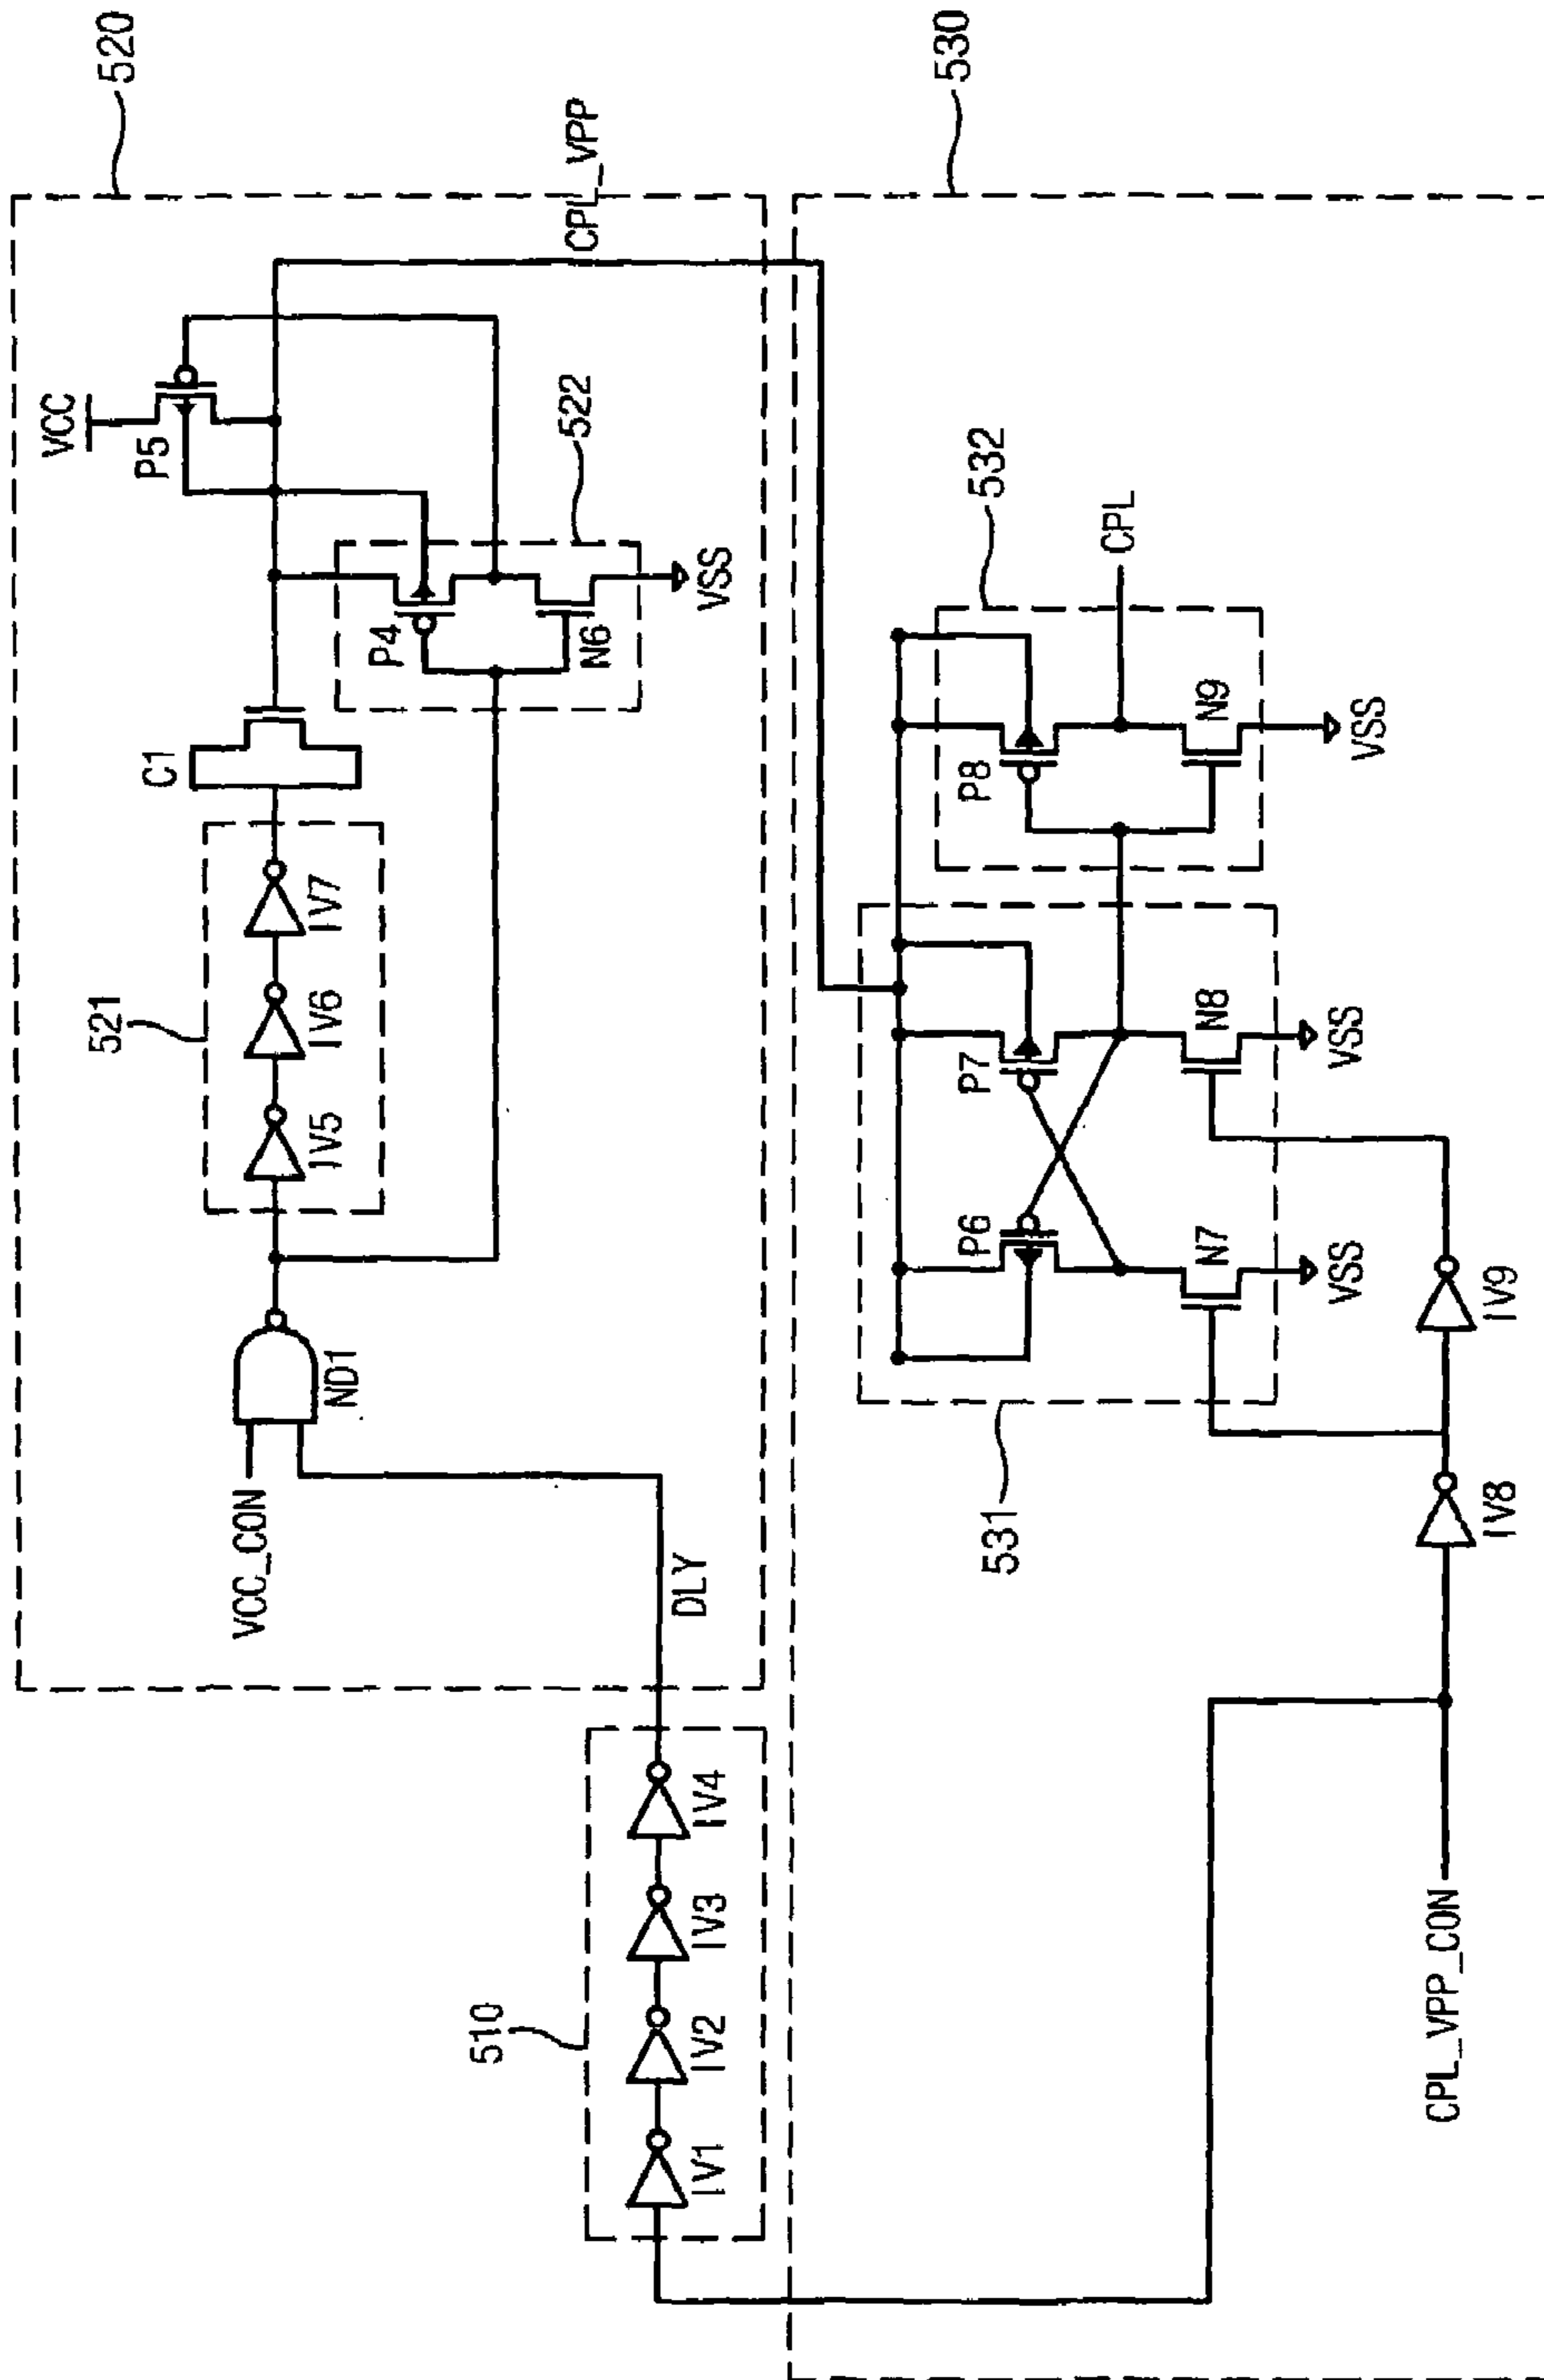 520
VCC
P5
CPL_VPP
C1
521
IV5
IV6
IV7
P4
N6
522
VSS
VCC_CON
ND1
DLY
510
IV1
IV2
IV3
IV4
530
531
P6
P7
N7
N8
VSS
VSS
532
P8
N9
CPL
VSS
CPL_VPP_CON
IV8
IV9